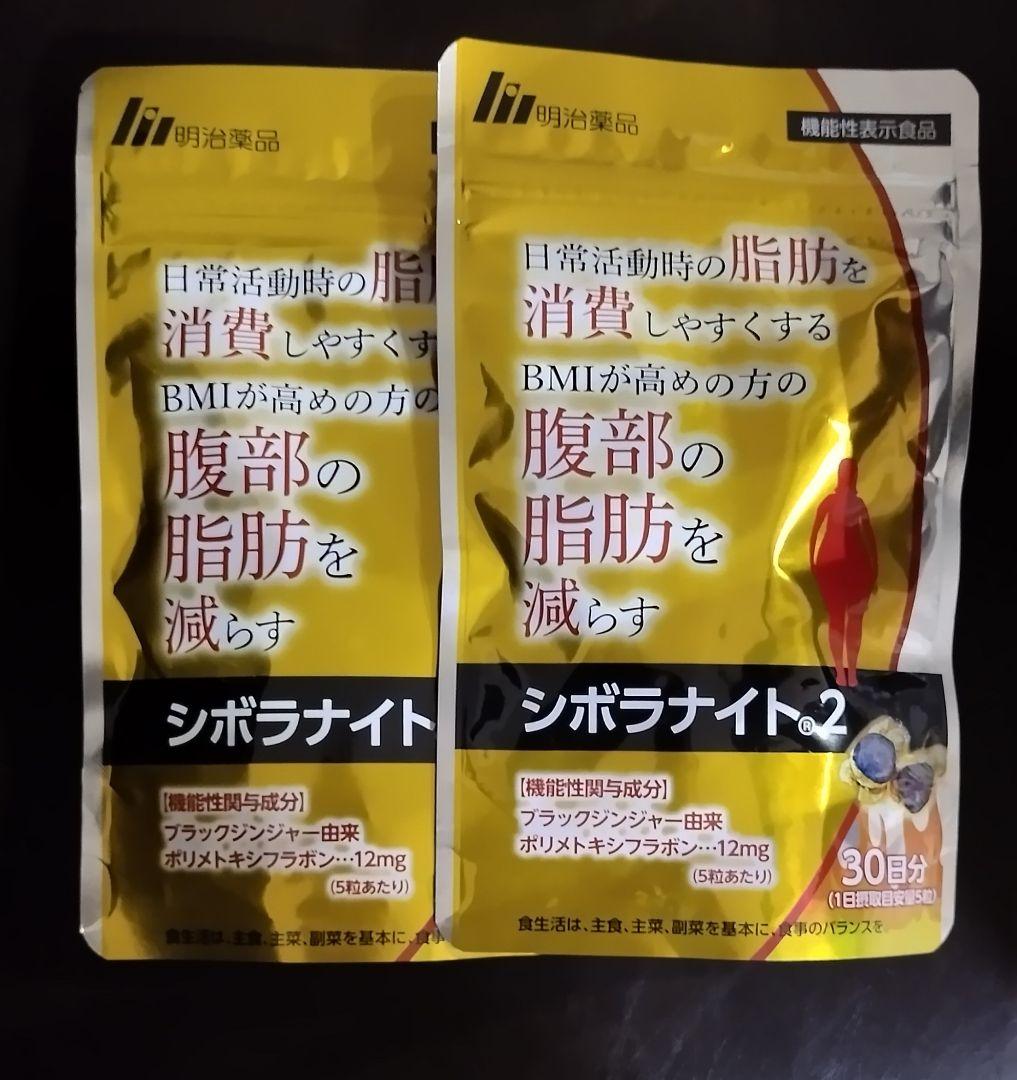 明治薬品
日常活動時の脂肪
消費しやすくす
BMIが高めの方の
腹部の
脂肪を
減らす
シボラナイト
【機能性関与成分】
ブラックジンジャー由来
ポリメトキシフラボン…12mg
(5粒あたり)
食生活は、主食、主菜、副菜を基本に、食事
明治薬品
機能性表示食品
日常活動時の脂肪を
消費しやすくする
BMIが高めの方の
腹部の
脂肪を
減らす
シボラナイト®2
【機能性関与成分】
ブラックジンジャー由来
ポリメトキシフラボン…12mg
(5粒あたり)
30日分
(1日摂取目安量5粒)
食生活は、主食、主菜、副菜を基本に、食事のバランスを